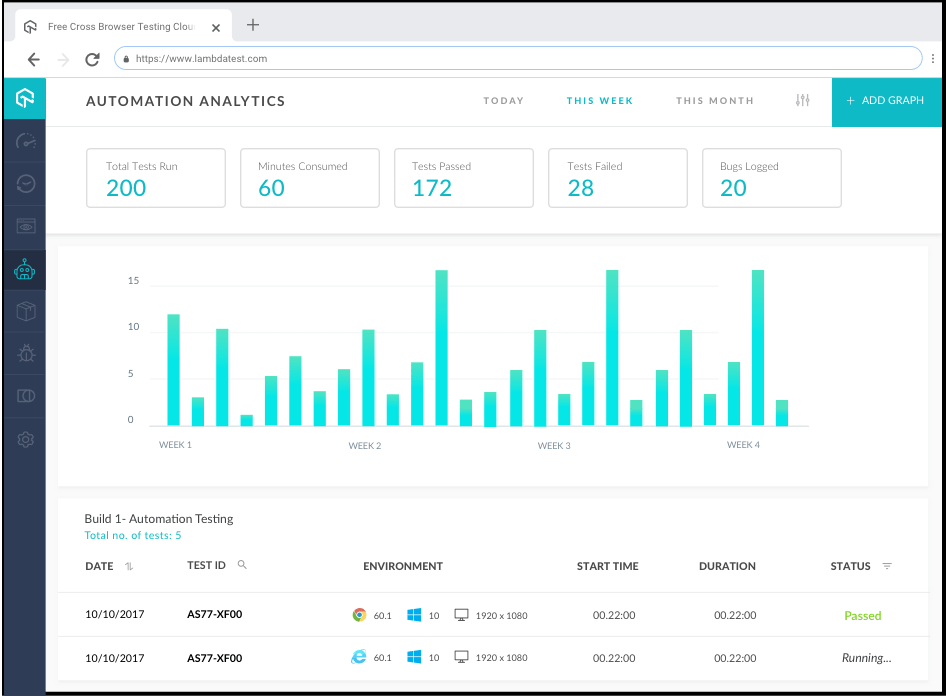 Free Cross Browser Testing Clou
https://www.lambdatest.com
AUTOMATION ANALYTICS TODAY THIS WEEK THIS MONTH + ADD GRAPH
Total Tests Run Minutes Consumed Tests Passed Tests Failed Bugs Logged
200 60 172 28 20
15
10
5
0
WEEK 1 WEEK 2 WEEK 3 WEEK 4
Build 1- Automation Testing
Total no. of tests: 5
DATE TEST ID ENVIRONMENT START TIME DURATION STATUS
10/10/2017 AS77-XF00 60.1 10 1920 x 1080 00.22:00 00.22:00 Passed
10/10/2017 AS77-XF00 60.1 10 1920 x 1080 00.22:00 00.22:00 Running...